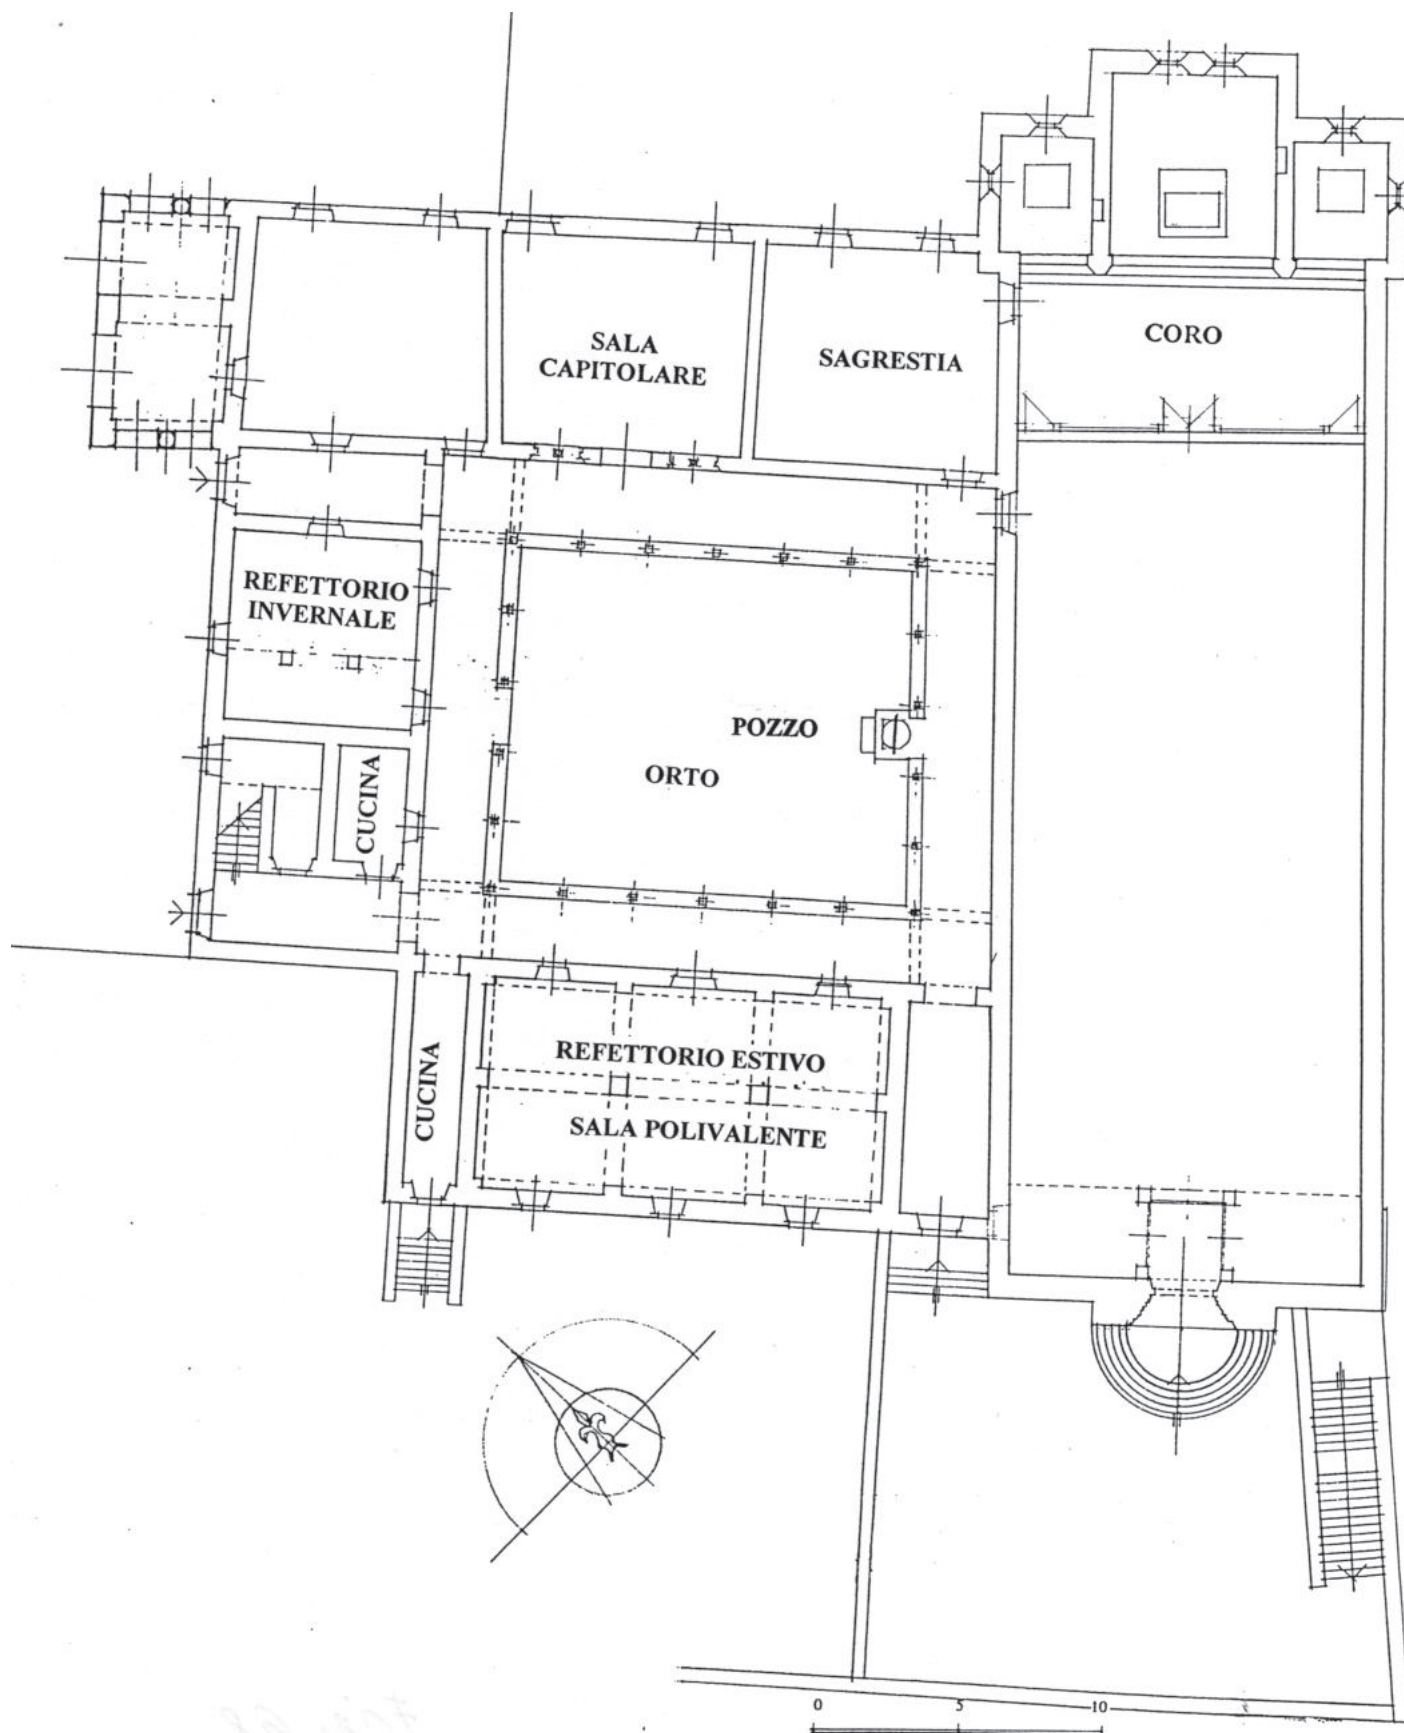 SALA
CAPITOLARE
SAGRESTIA
CORO
REFETTORIO
INVERNALE
POZZO
ORTO
CUCINA
CUCINA
REFETTORIO ESTIVO
SALA POLIVALENTE
0 5 10